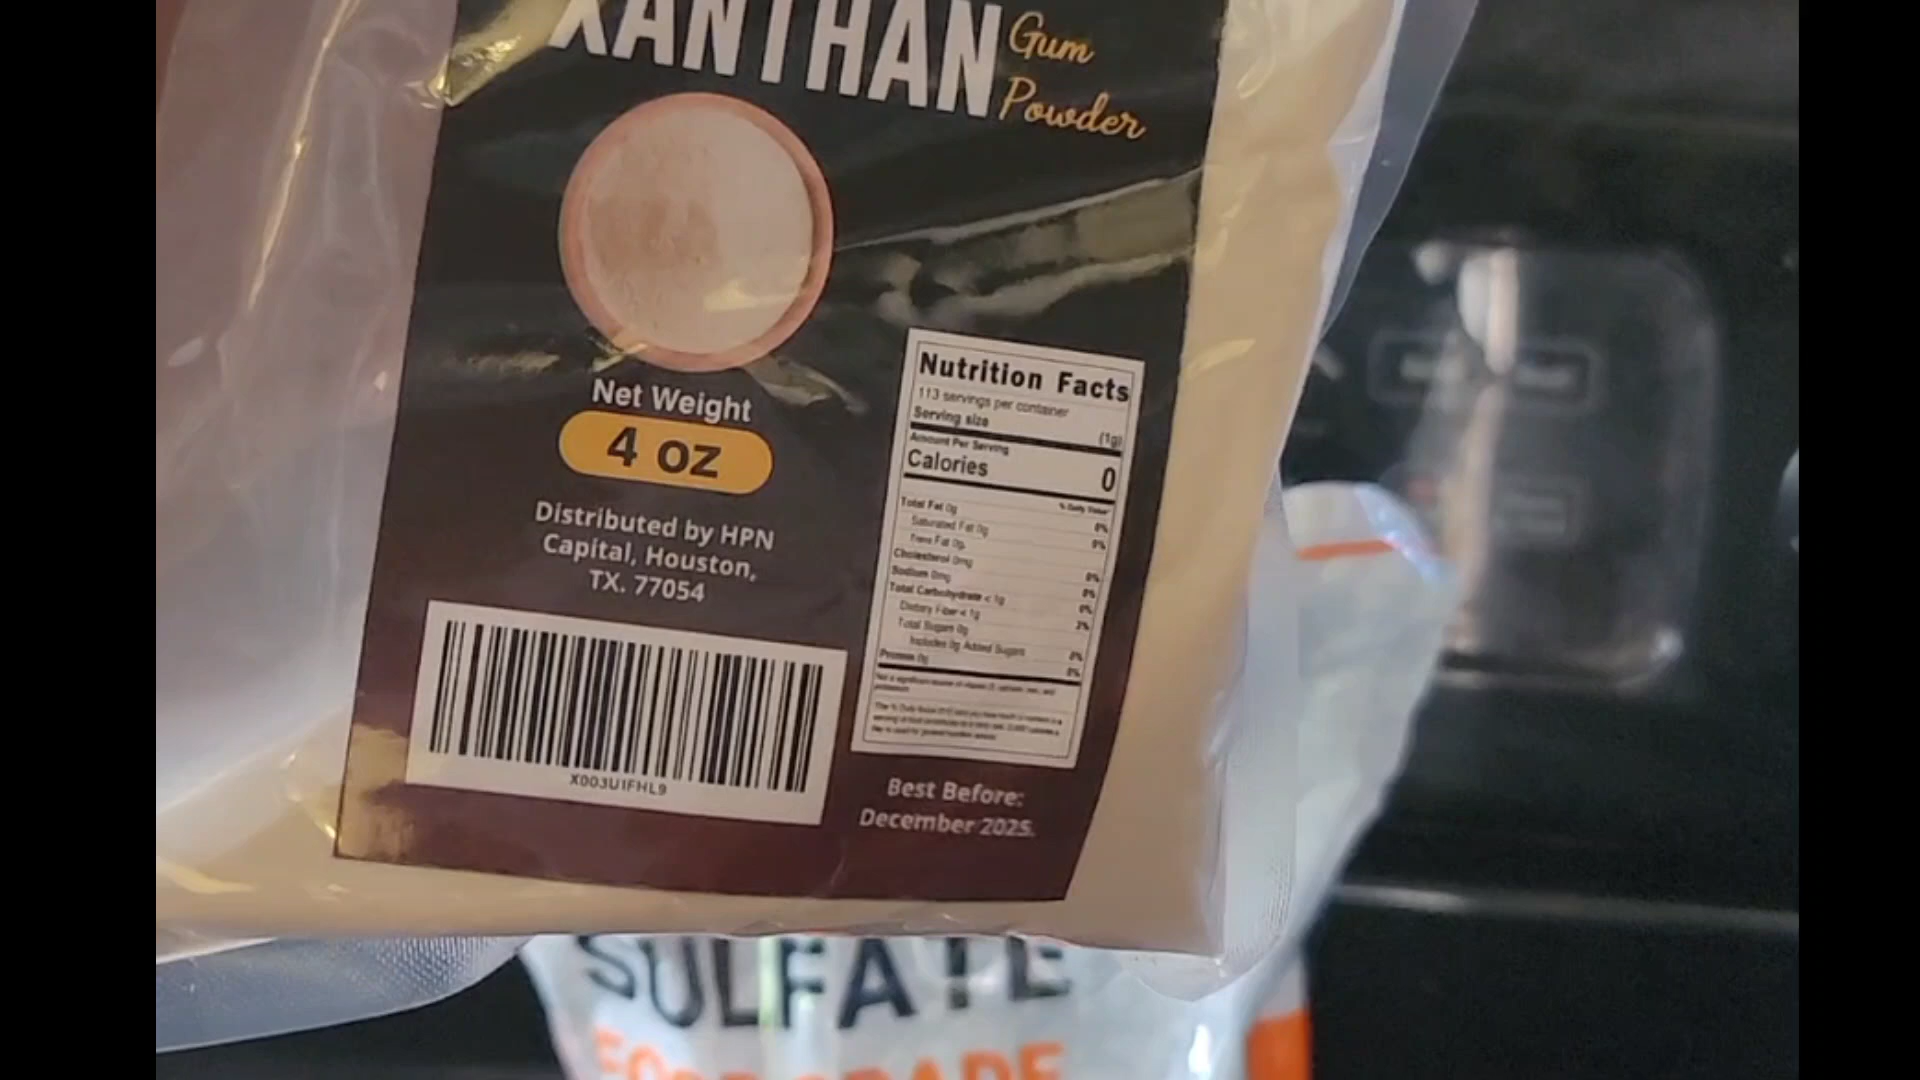 XANTHAN Gum
Powder
Net Weight
4 oz
Distributed by HPN
Capital, Houston,
TX. 77054
X003U1FHL9
Nutrition Facts
113 servings per container
Serving size (1g)
Amount Per Serving
Calories 0
% Daily Value*
Total Fat 0g 0%
Saturated Fat 0g 0%
Trans Fat 0g
Cholesterol 0mg 0%
Sodium 0mg 0%
Total Carbohydrate < 1g 0%
Dietary Fiber < 1g 3%
Total Sugars 0g
Includes 0g Added Sugars 0%
Protein 0g 0%
Best Before:
December 2025.
SULFATE
FOOD GRADE